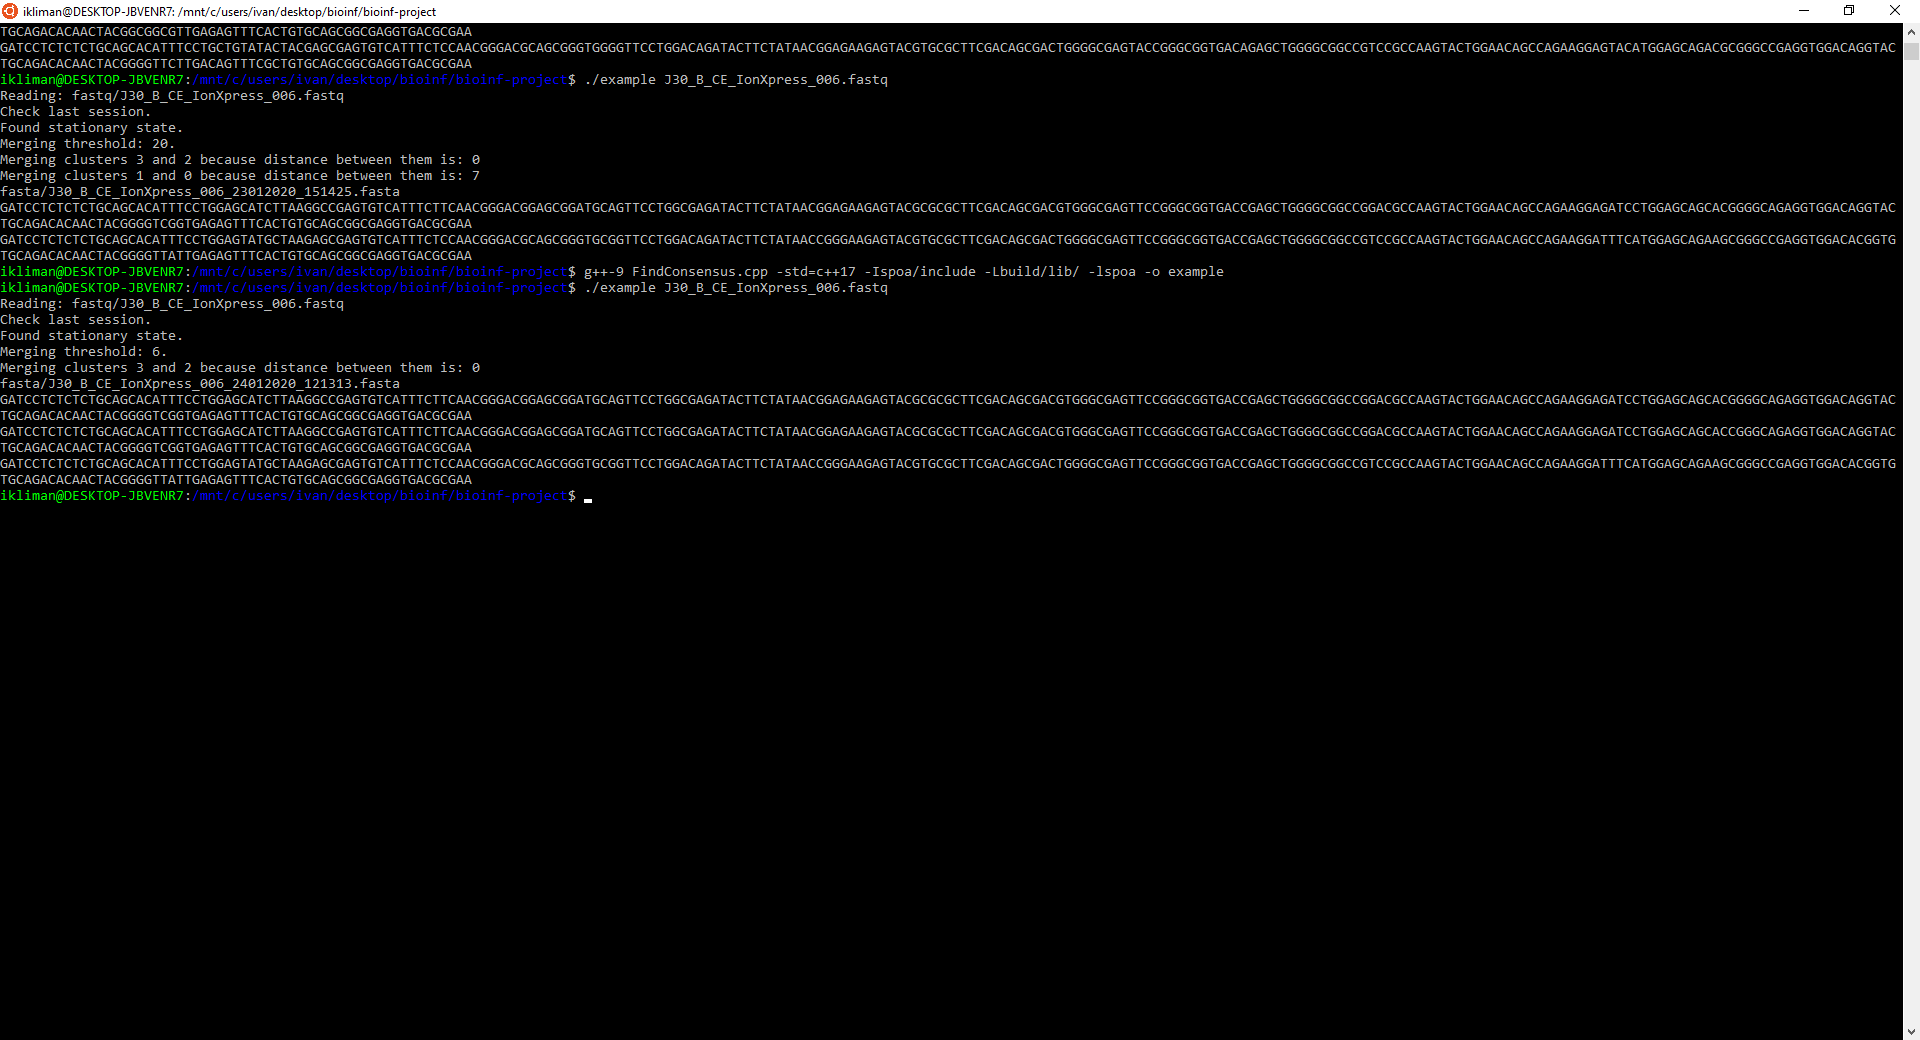 ikliman@DESKTOP-JBVENR7: /mnt/c/users/ivan/desktop/bioinf/bioinf-project
TGCAGACACAACTACGGCGGCGTTGAGAGTTTCACTGTGCAGCGGCGAGGTGACGCGAA
GATCCTCTCTCTGCAGCACATTTCCTGCTGTATACTACGAGCGAGTGTCATTTCTCCAACGGGACGCAGCGGGTGGGGTTCCTGGACAGATACTTCTATAACGGAGAAGAGTACGTGCGCTTCGACAGCGACTGGGGCGAGTACCGGGCGGTGACAGAGCTGGGGCGGCCGTCCGCCAAGTACTGGAACAGCCAGAAGGAGTACATGGAGCAGACGCGGGCCGAGGTGGACAGGTAC
TGCAGACACAACTACGGGGTTCTTGACAGTTTCGCTGTGCAGCGGCGAGGTGACGCGAA
ikliman@DESKTOP-JBVENR7:/mnt/c/users/ivan/desktop/bioinf/bioinf-project$ ./example J30_B_CE_IonXpress_006.fastq
Reading: fastq/J30_B_CE_IonXpress_006.fastq
Check last session.
Found stationary state.
Merging threshold: 20.
Merging clusters 3 and 2 because distance between them is: 0
Merging clusters 1 and 0 because distance between them is: 7
fasta/J30_B_CE_IonXpress_006_23012020_151425.fasta
GATCCTCTCTCTGCAGCACATTTCCTGGAGCATCTTAAGGCCGAGTGTCATTTCTTCAACGGGACGGAGCGGATGCAGTTCCTGGCGAGATACTTCTATAACGGAGAAGAGTACGCGCGCTTCGACAGCGACGTGGGCGAGTTCCGGGCGGTGACCGAGCTGGGGCGGCCGGACGCCAAGTACTGGAACAGCCAGAAGGAGATCCTGGAGCAGCACGGGGCAGAGGTGGACAGGTAC
TGCAGACACAACTACGGGGTCGGTGAGAGTTTCACTGTGCAGCGGCGAGGTGACGCGAA
GATCCTCTCTCTGCAGCACATTTCCTGGAGTATGCTAAGAGCGAGTGTCATTTCTCCAACGGGACGCAGCGGGTGCGGTTCCTGGACAGATACTTCTATAACCGGGAAGAGTACGTGCGCTTCGACAGCGACTGGGGCGAGTTCCGGGCGGTGACCGAGCTGGGGCGGCCGTCCGCCAAGTACTGGAACAGCCAGAAGGATTTCATGGAGCAGAAGCGGGCCGAGGTGGACACGGTG
TGCAGACACAACTACGGGGTTATTGAGAGTTTCACTGTGCAGCGGCGAGGTGACGCGAA
ikliman@DESKTOP-JBVENR7:/mnt/c/users/ivan/desktop/bioinf/bioinf-project$ g++-9 FindConsensus.cpp -std=c++17 -Ispoa/include -Lbuild/lib/ -lspoa -o example
ikliman@DESKTOP-JBVENR7:/mnt/c/users/ivan/desktop/bioinf/bioinf-project$ ./example J30_B_CE_IonXpress_006.fastq
Reading: fastq/J30_B_CE_IonXpress_006.fastq
Check last session.
Found stationary state.
Merging threshold: 6.
Merging clusters 3 and 2 because distance between them is: 0
fasta/J30_B_CE_IonXpress_006_24012020_121313.fasta
GATCCTCTCTCTGCAGCACATTTCCTGGAGCATCTTAAGGCCGAGTGTCATTTCTTCAACGGGACGGAGCGGATGCAGTTCCTGGCGAGATACTTCTATAACGGAGAAGAGTACGCGCGCTTCGACAGCGACGTGGGCGAGTTCCGGGCGGTGACCGAGCTGGGGCGGCCGGACGCCAAGTACTGGAACAGCCAGAAGGAGATCCTGGAGCAGCACGGGGCAGAGGTGGACAGGTAC
TGCAGACACAACTACGGGGTCGGTGAGAGTTTCACTGTGCAGCGGCGAGGTGACGCGAA
GATCCTCTCTCTGCAGCACATTTCCTGGAGCATCTTAAGGCCGAGTGTCATTTCTTCAACGGGACGGAGCGGATGCAGTTCCTGGCGAGATACTTCTATAACGGAGAAGAGTACGCGCGCTTCGACAGCGACGTGGGCGAGTTCCGGGCGGTGACCGAGCTGGGGCGGCCGGACGCCAAGTACTGGAACAGCCAGAAGGAGATCCTGGAGCAGCACCGGGCAGAGGTGGACAGGTAC
TGCAGACACAACTACGGGGTCGGTGAGAGTTTCACTGTGCAGCGGCGAGGTGACGCGAA
GATCCTCTCTCTGCAGCACATTTCCTGGAGTATGCTAAGAGCGAGTGTCATTTCTCCAACGGGACGCAGCGGGTGCGGTTCCTGGACAGATACTTCTATAACCGGGAAGAGTACGTGCGCTTCGACAGCGACTGGGGCGAGTTCCGGGCGGTGACCGAGCTGGGGCGGCCGTCCGCCAAGTACTGGAACAGCCAGAAGGATTTCATGGAGCAGAAGCGGGCCGAGGTGGACACGGTG
TGCAGACACAACTACGGGGTTATTGAGAGTTTCACTGTGCAGCGGCGAGGTGACGCGAA
ikliman@DESKTOP-JBVENR7:/mnt/c/users/ivan/desktop/bioinf/bioinf-project$